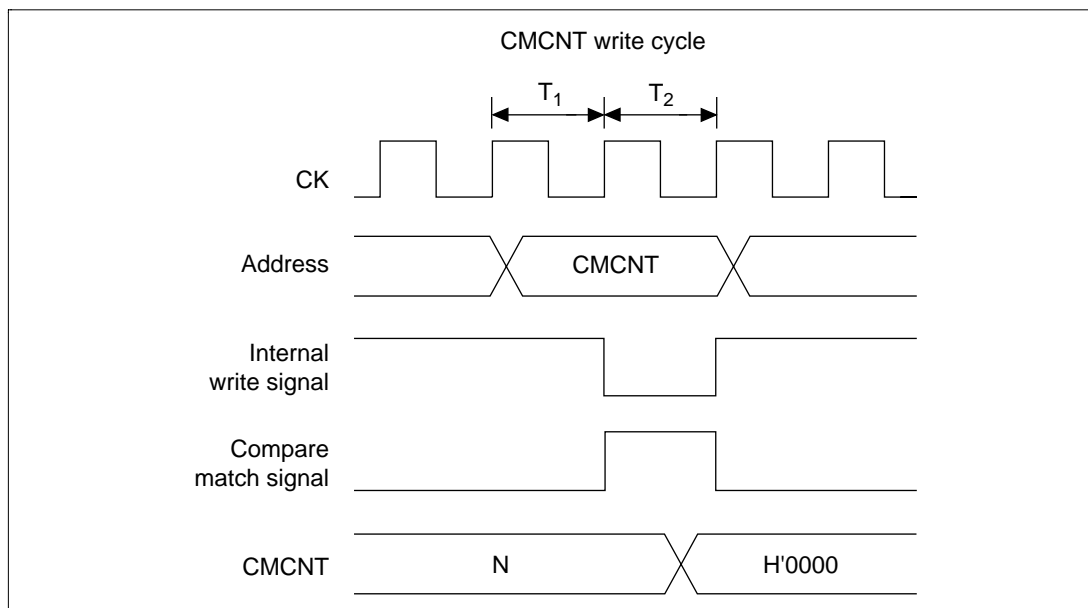 CMCNT write cycle
T1 T2
CK
Address CMCNT
Internal
write signal
Compare
match signal
CMCNT N H'0000